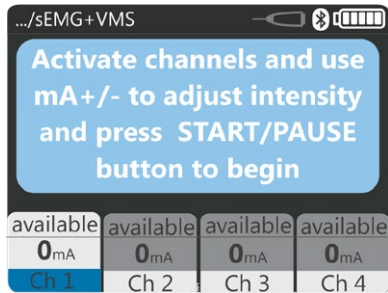 .../sEMG+VMS
Activate channels and use
mA+/- to adjust intensity
and press START/PAUSE
button to begin
available available available available
0mA 0mA 0mA 0mA
Ch 1 Ch 2 Ch 3 Ch 4